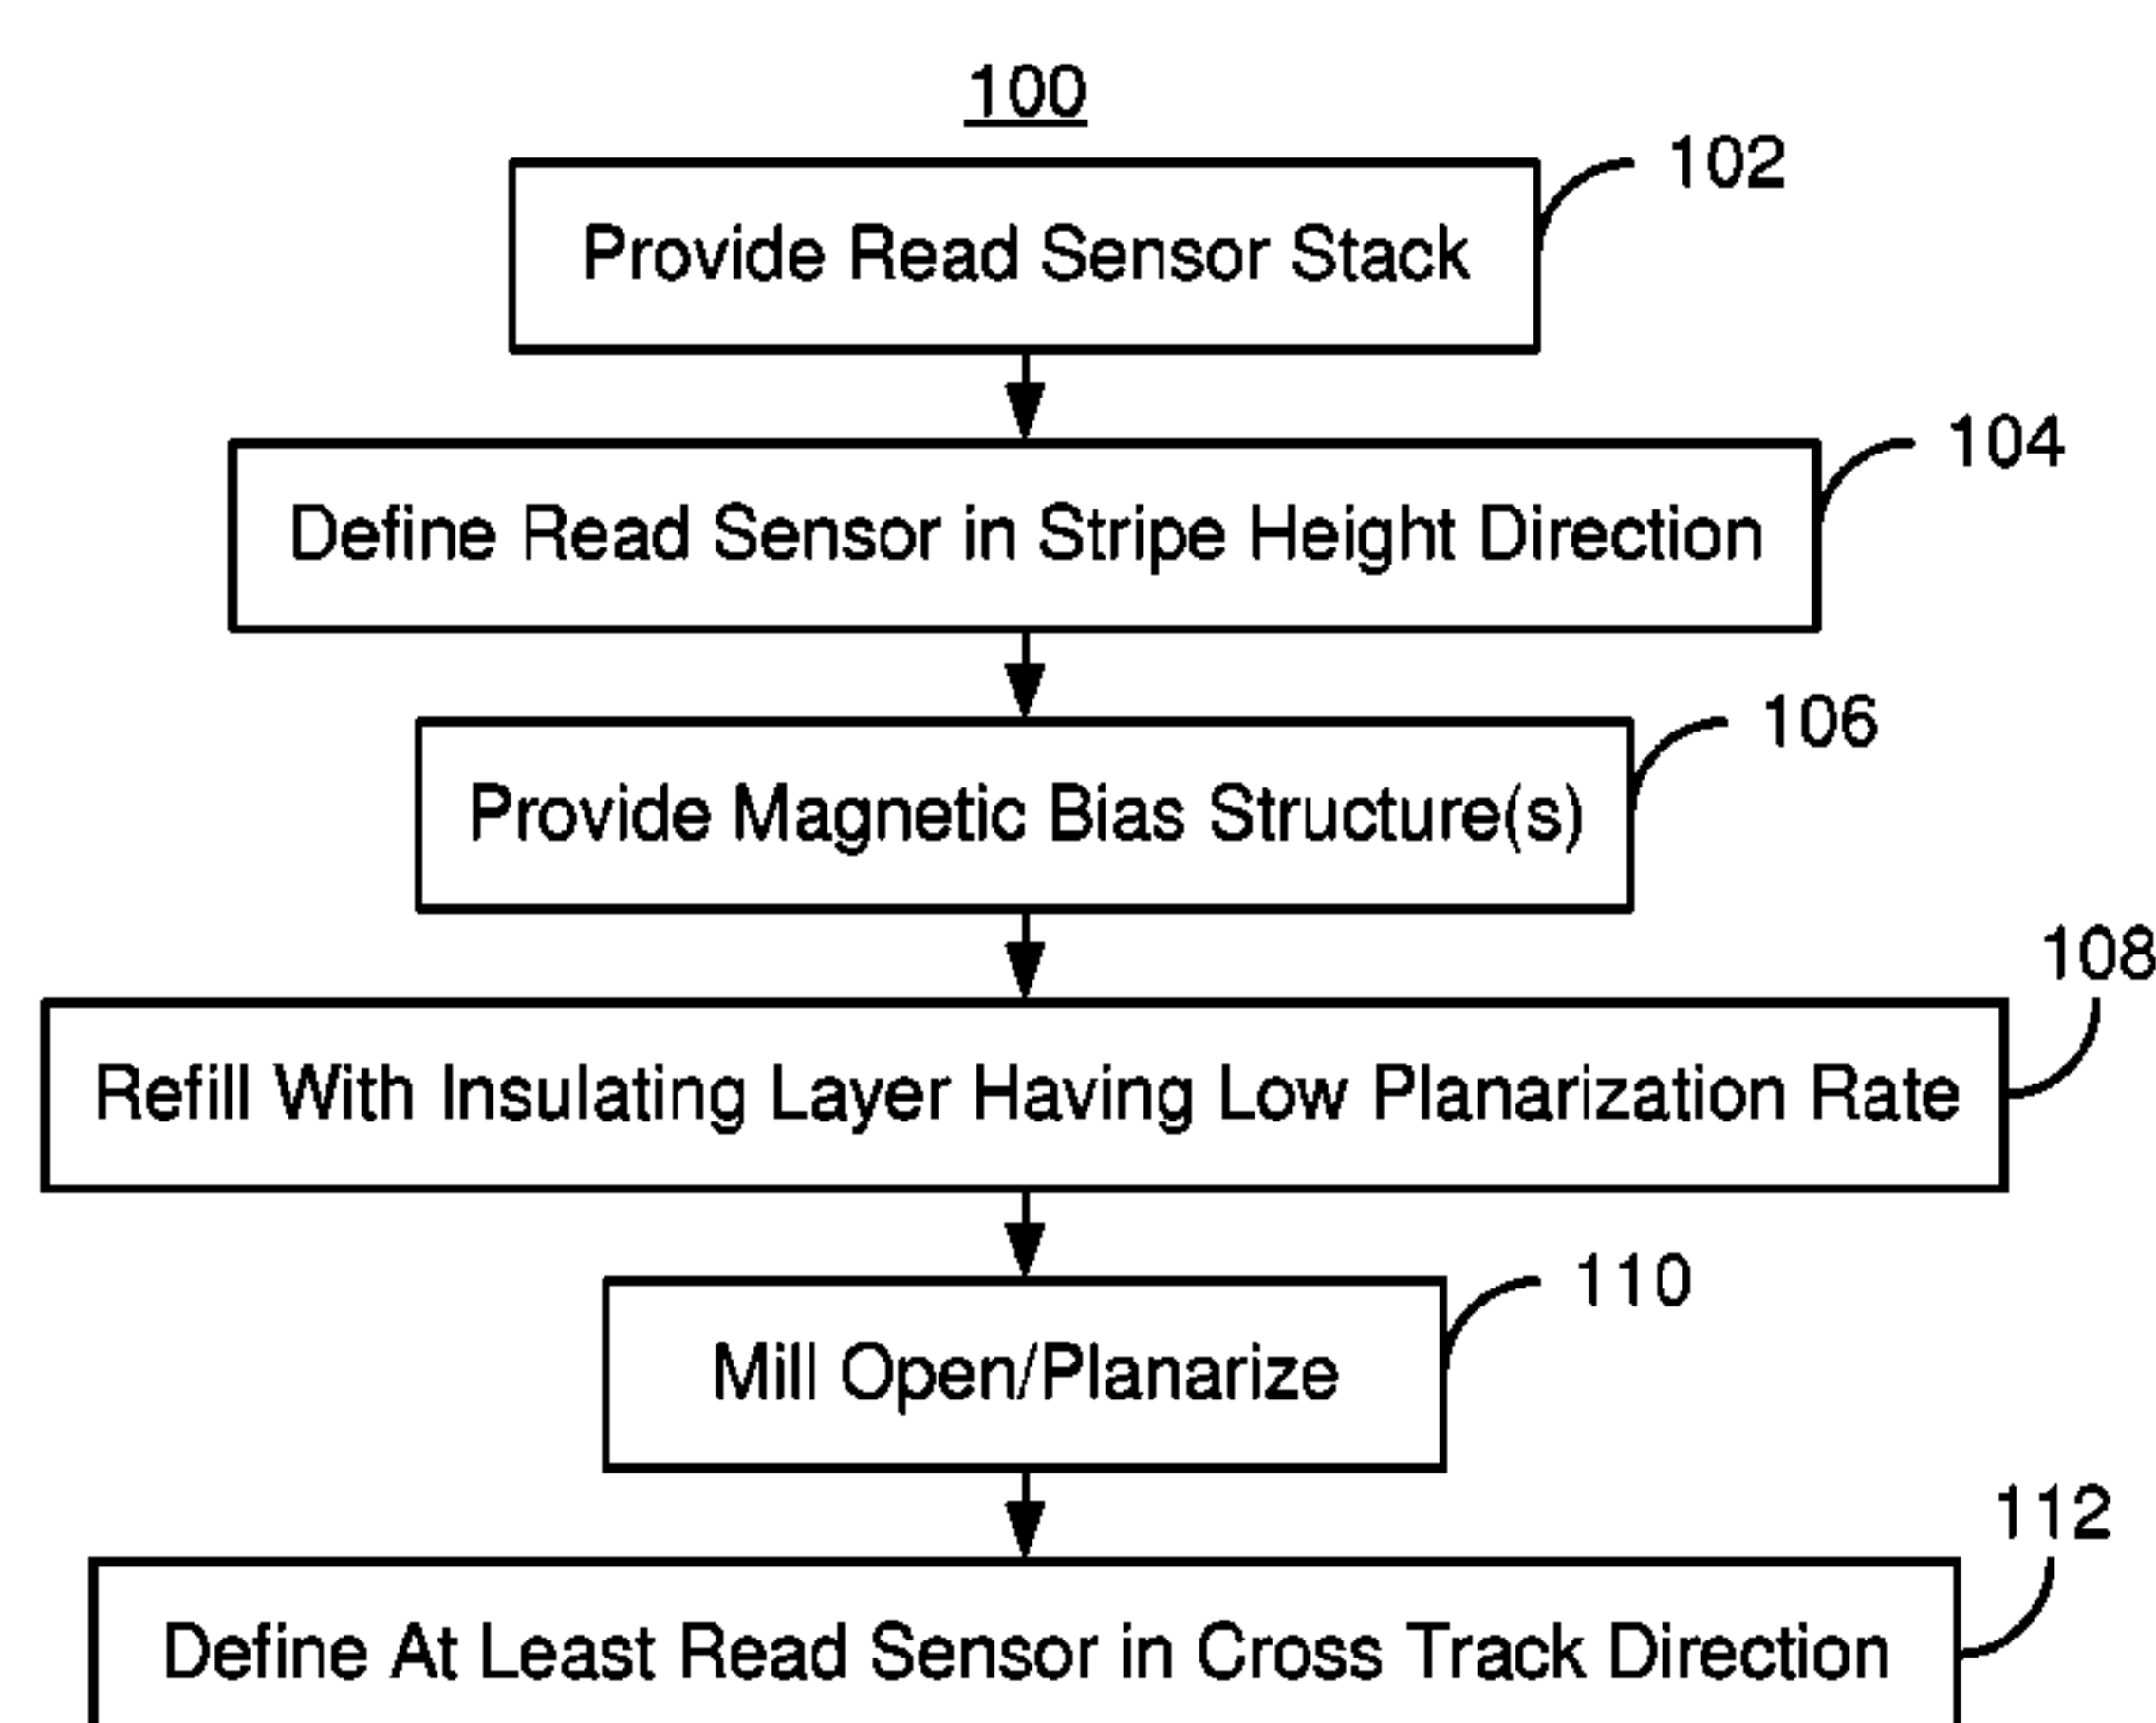 100
102
Provide Read Sensor Stack
104
Define Read Sensor in Stripe Height Direction
106
Provide Magnetic Bias Structure(s)
108
Refill With Insulating Layer Having Low Planarization Rate
110
Mill Open/Planarize
112
Define At Least Read Sensor in Cross Track Direction